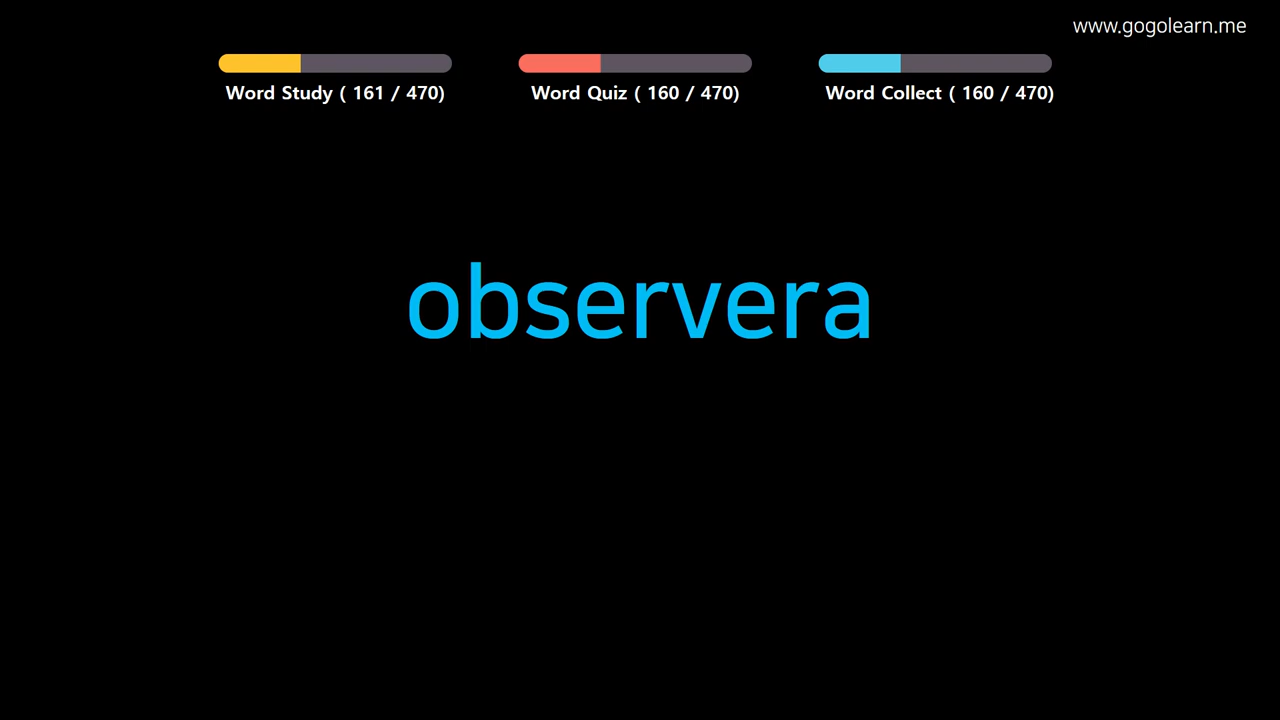 www.gogolearn.me
Word Study ( 161 / 470)
Word Quiz ( 160 / 470)
Word Collect ( 160 / 470)
observera